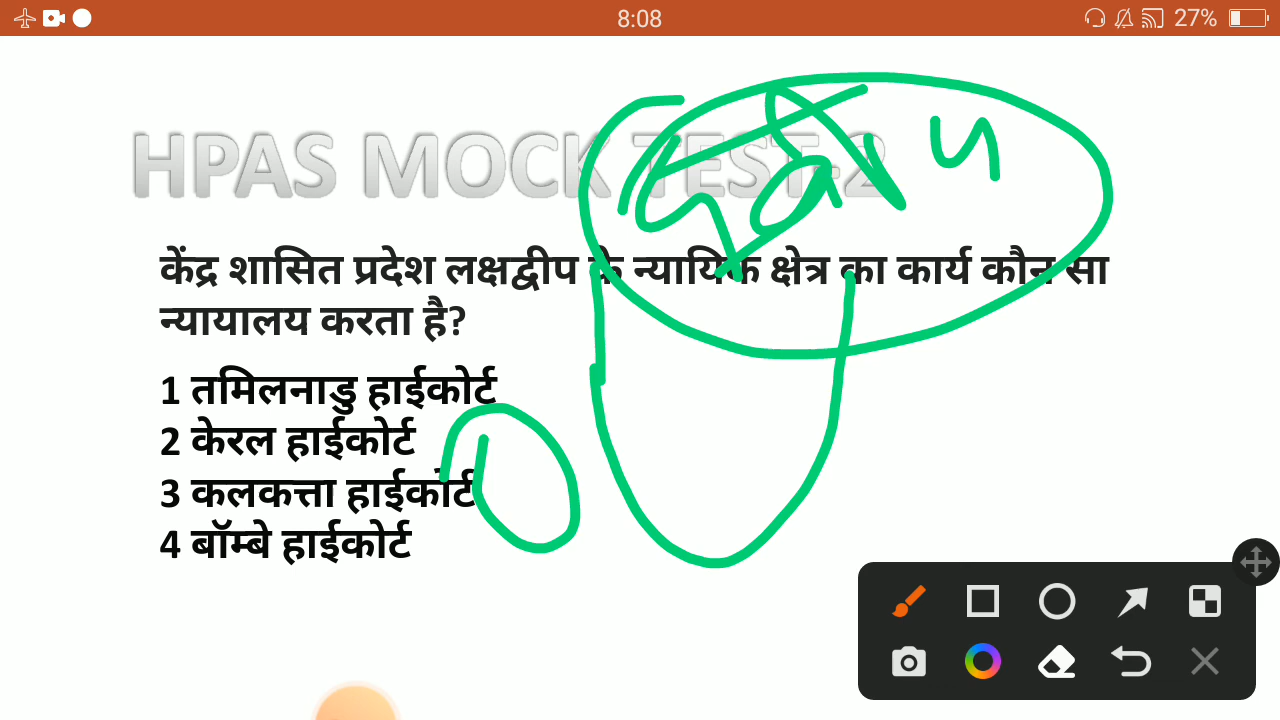 8:08
27%
HPAS MOCK TEST-2
केंद्र शासित प्रदेश लक्षद्वीप के न्यायिक क्षेत्र का कार्य कौन सा
न्यायालय करता है?
1 तमिलनाडु हाईकोर्ट
2 केरल हाईकोर्ट
3 कलकत्ता हाईकोर्ट
4 बॉम्बे हाईकोर्ट